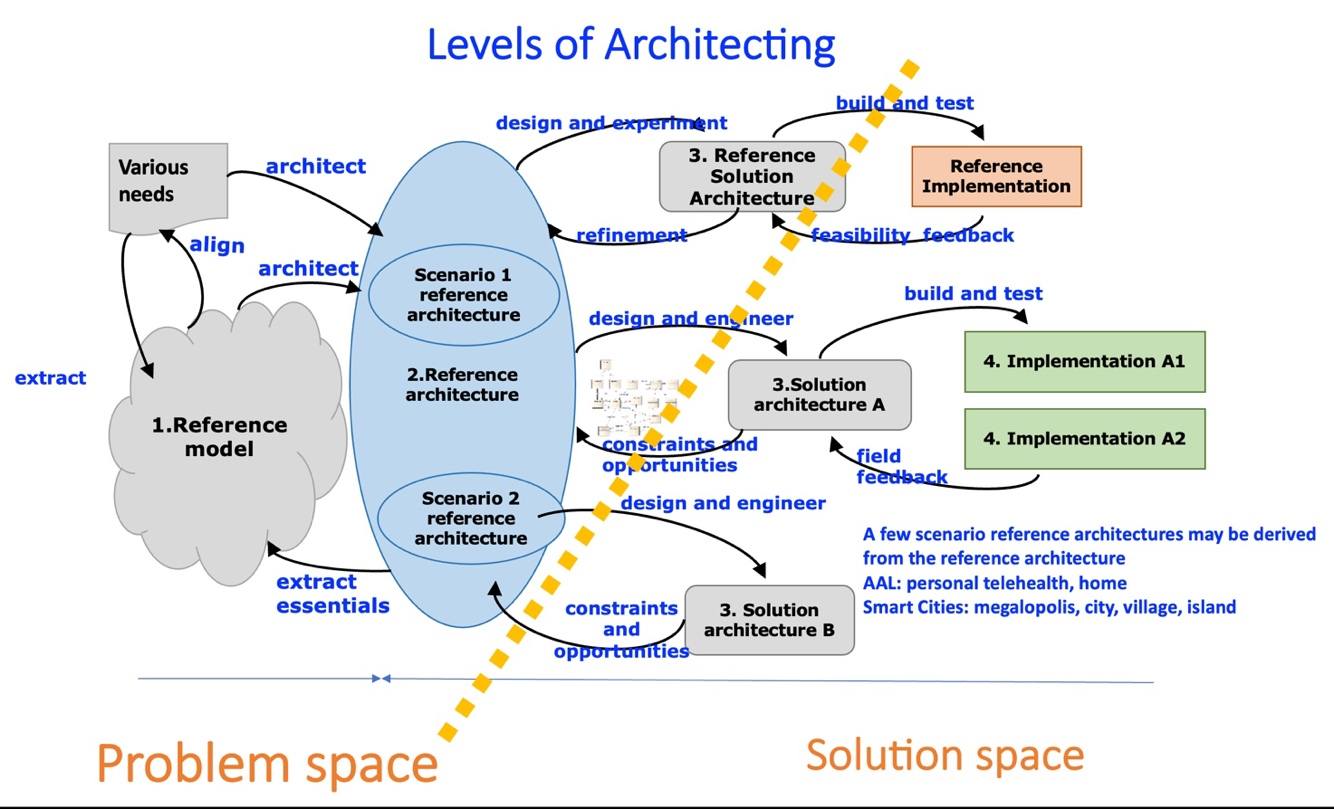 Levels of Architecting
build and test
design and experiment
3. Reference
Solution
Architecture
Reference
Implementation
Various
needs
architect
align
refinement
feasibility feedback
architect
Scenario 1
reference
architecture
build and test
design and engineer
extract
2.Reference
architecture
3.Solution
architecture A
4. Implementation A1
1.Reference
model
constraints and
opportunities
4. Implementation A2
field
feedback
Scenario 2
reference
architecture
design and engineer
A few scenario reference architectures may be derived
from the reference architecture
AAL: personal telehealth, home
Smart Cities: megalopolis, city, village, island
extract
essentials
constraints
and
opportunities
3. Solution
architecture B
Problem space
Solution space